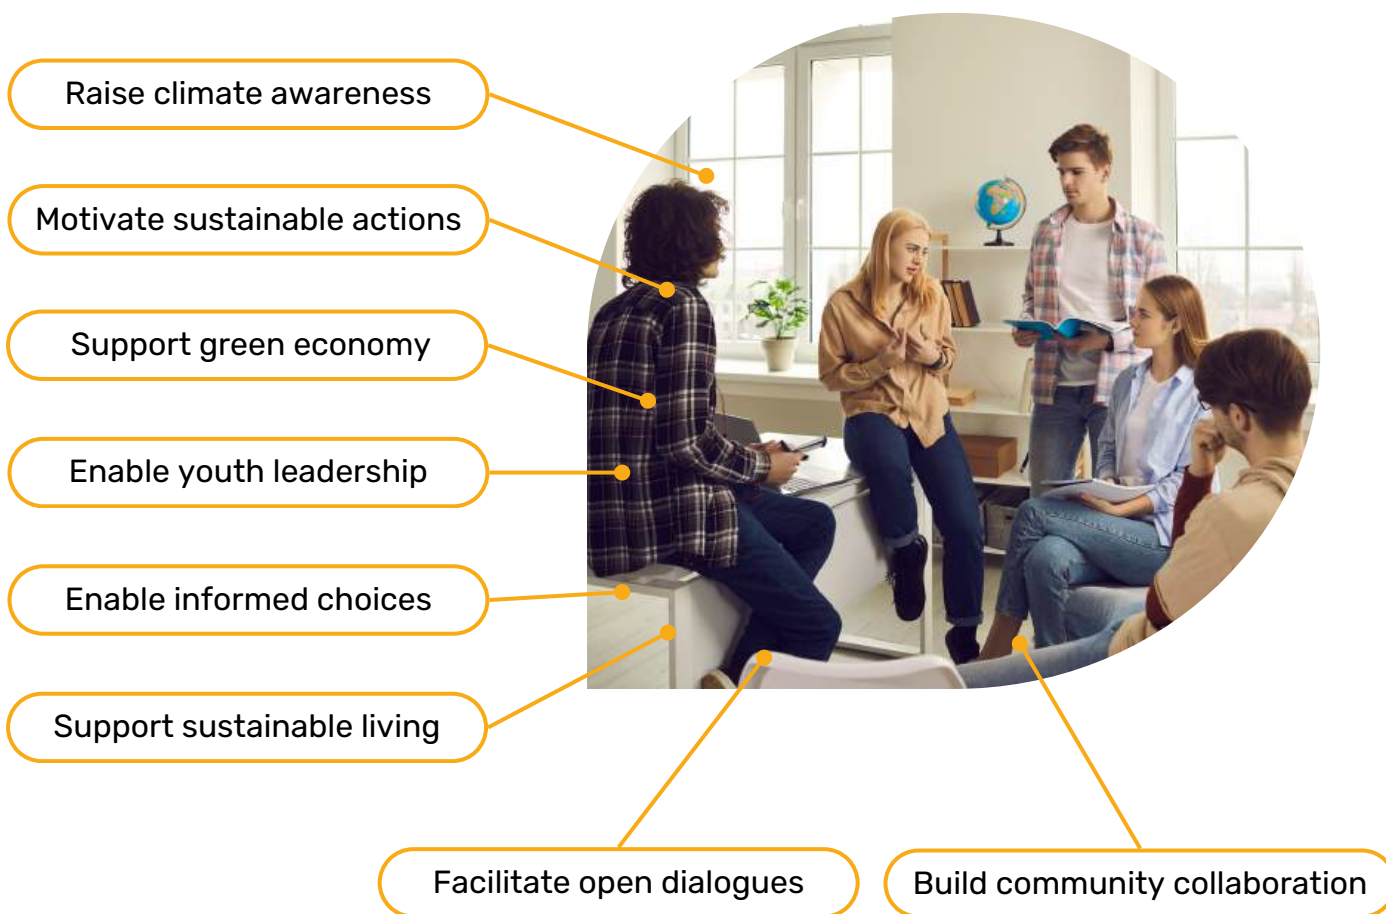 Raise climate awareness
Motivate sustainable actions
Support green economy
Enable youth leadership
Enable informed choices
Support sustainable living
Facilitate open dialogues
Build community collaboration